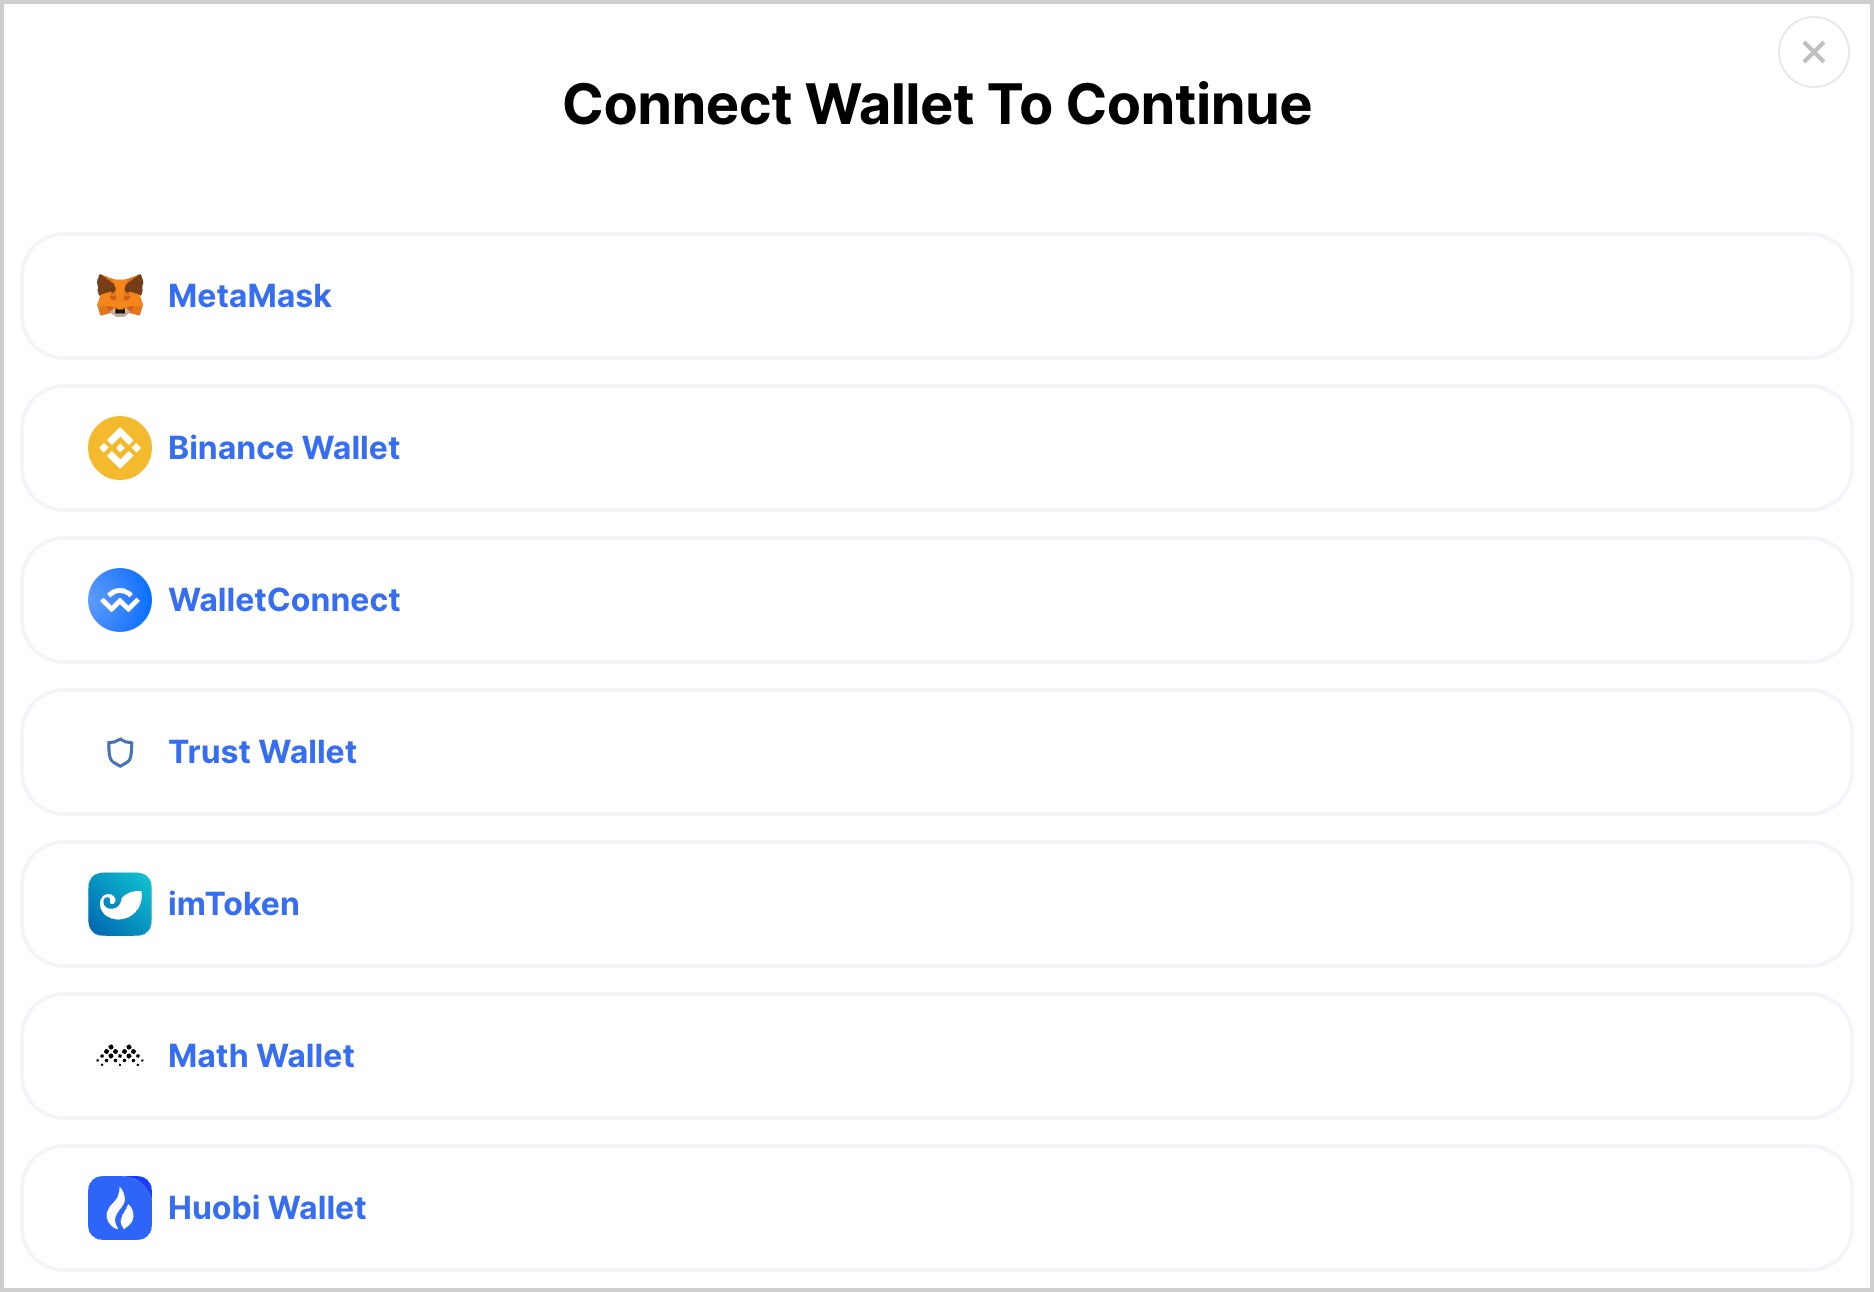 Connect Wallet To Continue
MetaMask
Binance Wallet
WalletConnect
Trust Wallet
imToken
Math Wallet
Huobi Wallet